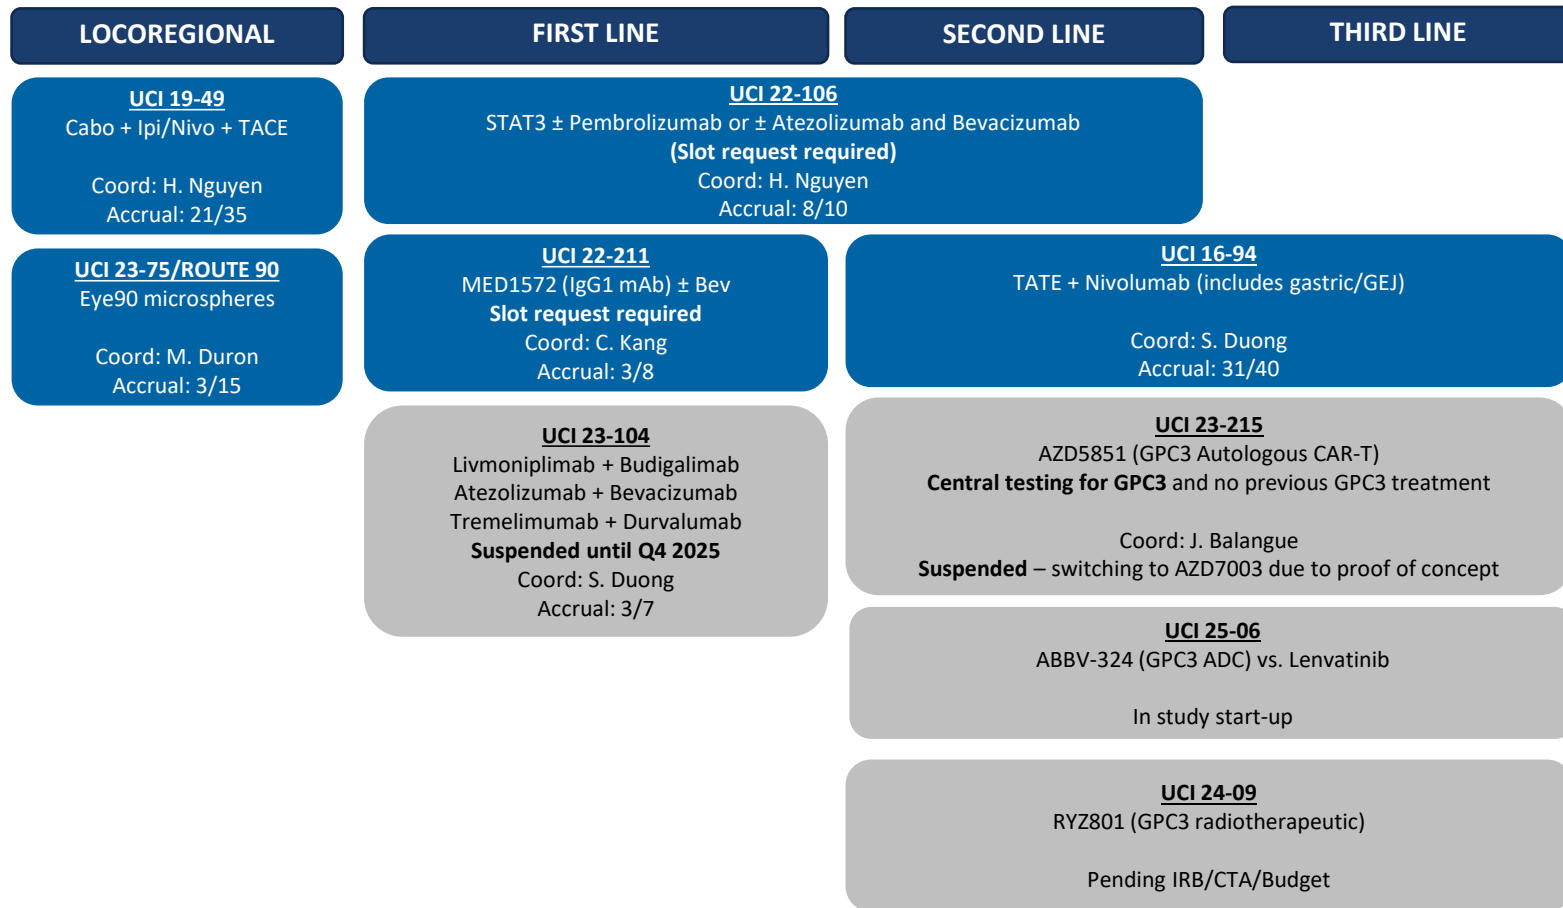 LOCOREGIONAL
FIRST LINE
SECOND LINE
THIRD LINE
UCI 19-49
Cabo + Ipi/Nivo + TACE
Coord: H. Nguyen
Accrual: 21/35
UCI 22-106
STAT3 ± Pembrolizumab or ± Atezolizumab and Bevacizumab
(Slot request required)
Coord: H. Nguyen
Accrual: 8/10
UCI 23-75/ROUTE 90
Eye90 microspheres
Coord: M. Duron
Accrual: 3/15
UCI 22-211
MED1572 (IgG1 mAb) ± Bev
Slot request required
Coord: C. Kang
Accrual: 3/8
UCI 16-94
TATE + Nivolumab (includes gastric/GEJ)
Coord: S. Duong
Accrual: 31/40
UCI 23-104
Livmoniplimab + Budigalimab
Atezolizumab + Bevacizumab
Tremelimumab + Durvalumab
Suspended until Q4 2025
Coord: S. Duong
Accrual: 3/7
UCI 23-215
AZD5851 (GPC3 Autologous CAR-T)
Central testing for GPC3 and no previous GPC3 treatment
Coord: J. Balangue
Suspended – switching to AZD7003 due to proof of concept
UCI 25-06
ABBV-324 (GPC3 ADC) vs. Lenvatinib
In study start-up
UCI 24-09
RYZ801 (GPC3 radiotherapeutic)
Pending IRB/CTA/Budget